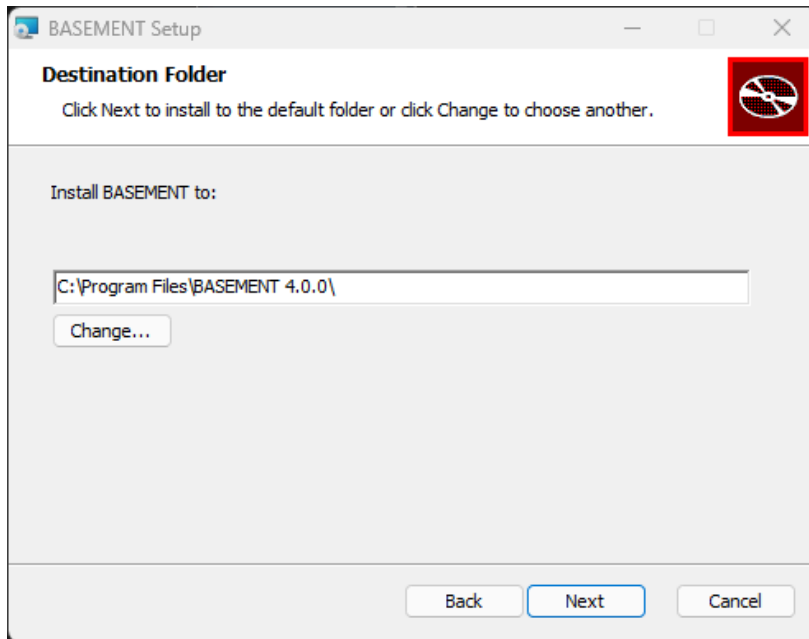 BASEMENT Setup
Destination Folder
Click Next to install to the default folder or click Change to choose another.
Install BASEMENT to:
C:\Program Files\BASEMENT 4.0.0\
Change...
Back Next Cancel